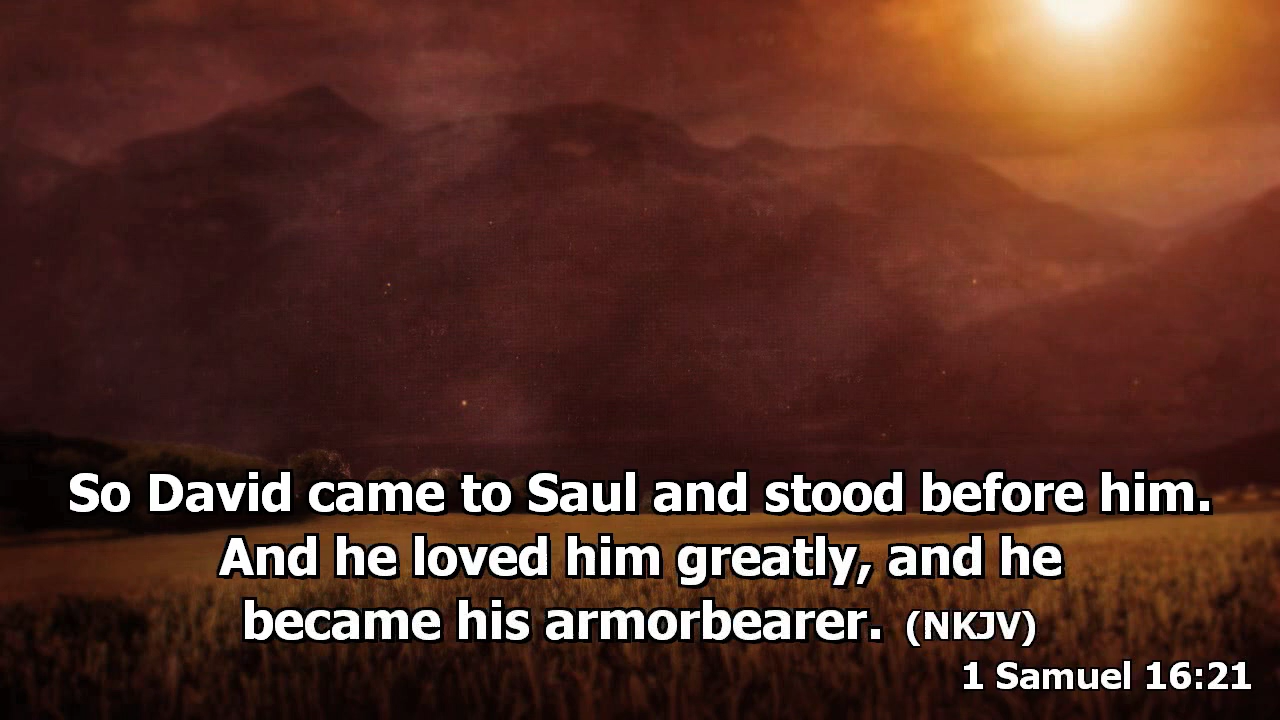 So David came to Saul and stood before him.
And he loved him greatly, and he
became his armorbearer. (NKJV)
1 Samuel 16:21